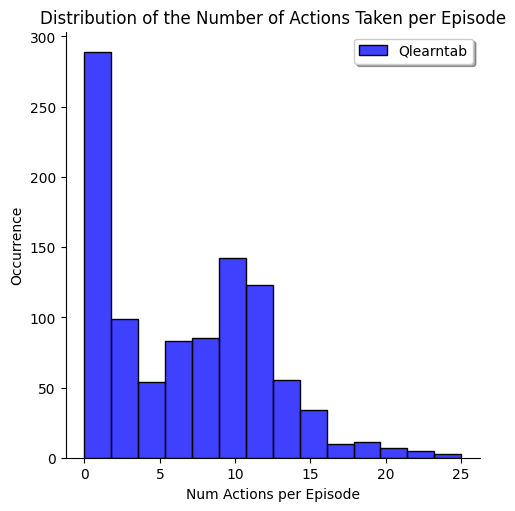 Distribution of the Number of Actions Taken per Episode
Qlearntab
Occurrence
300
250
200
150
100
50
0
0 5 10 15 20 25
Num Actions per Episode